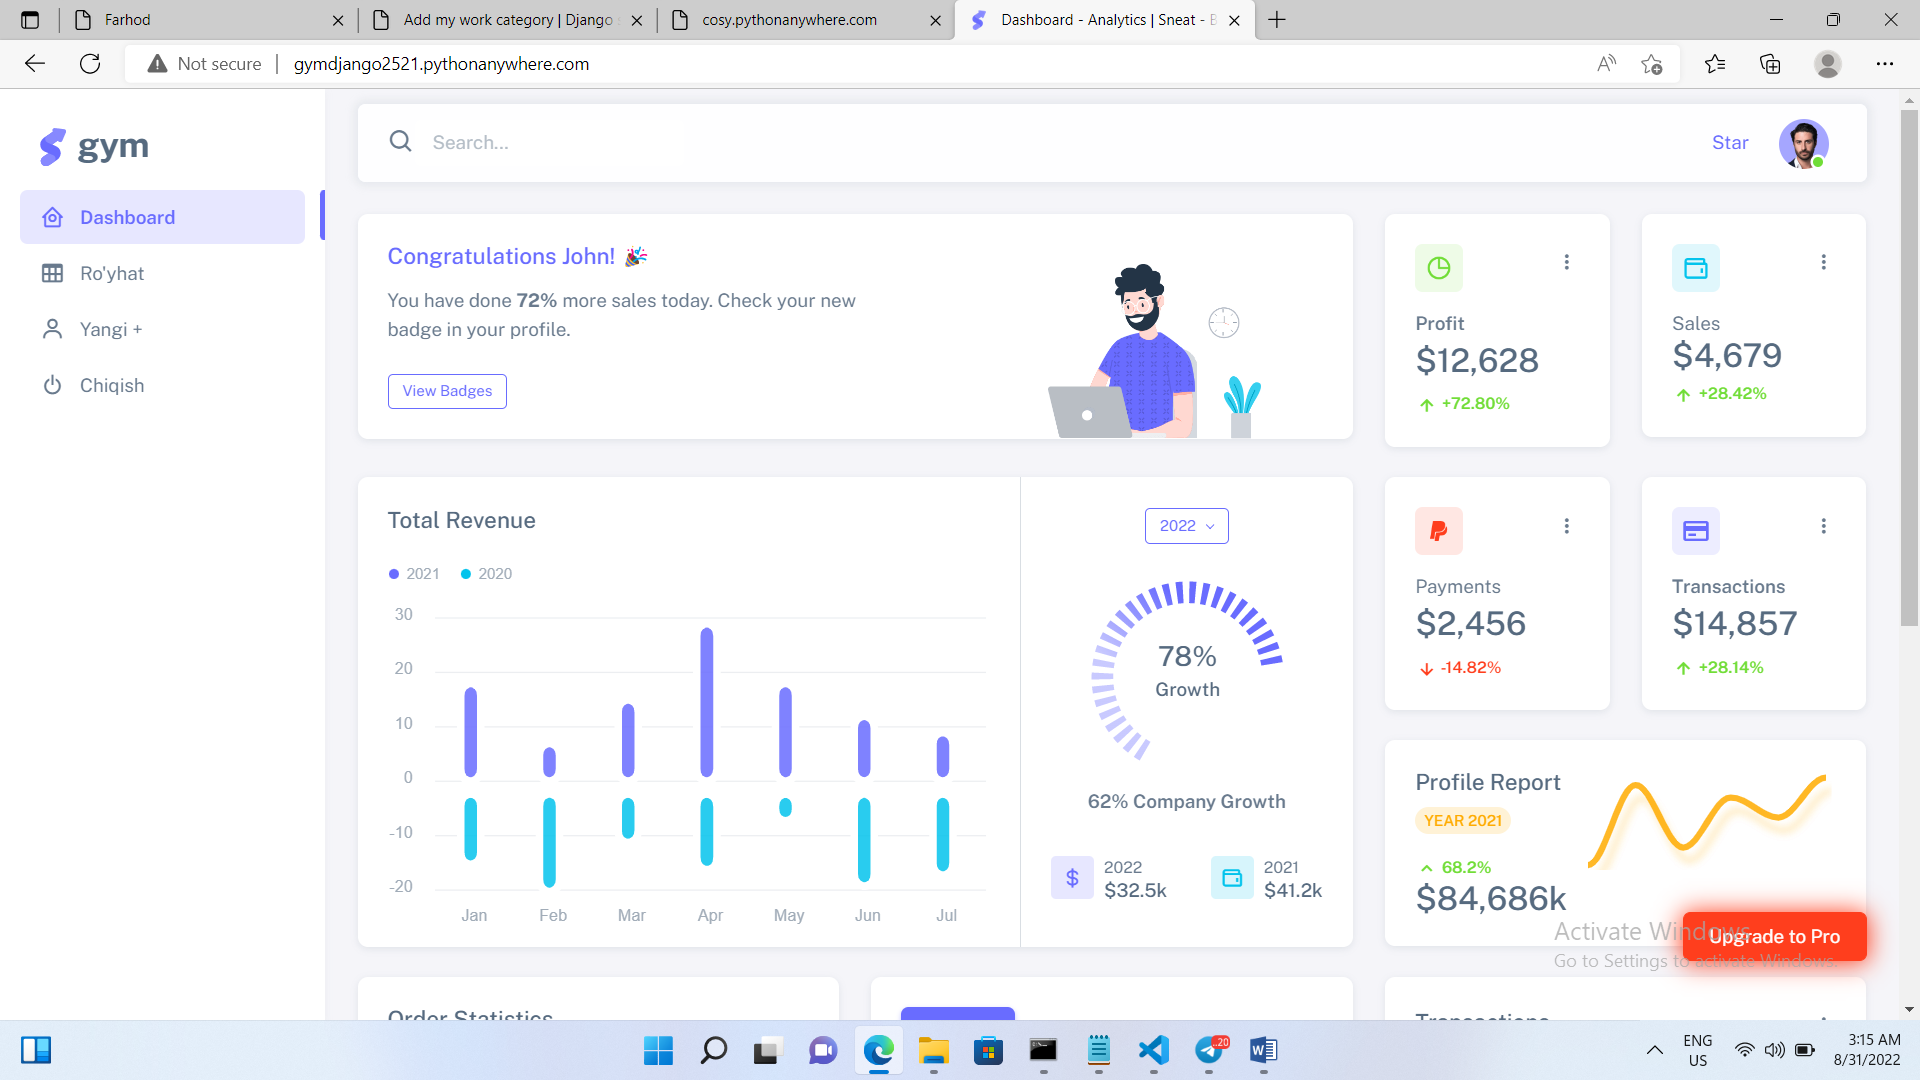 Farhod
Add my work category | Django s
cosy.pythonanywhere.com
Dashboard - Analytics | Sneat - B
Not secure
gymdjango2521.pythonanywhere.com
gym
Search...
Star
Dashboard
Ro'yhat
Yangi +
Chiqish
Congratulations John! 🎉
You have done 72% more sales today. Check your new
badge in your profile.
View Badges
Profit
$12,628
+72.80%
Sales
$4,679
+28.42%
Total Revenue
2021
2020
30
20
10
0
-10
-20
Jan
Feb
Mar
Apr
May
Jun
Jul
2022
78%
Growth
62% Company Growth
2022
$32.5k
2021
$41.2k
Payments
$2,456
-14.82%
Transactions
$14,857
+28.14%
Profile Report
YEAR 2021
68.2%
$84,686k
Activate Windows
Go to Settings to activate Windows.
Upgrade to Pro
Order Statistics
Transactions
20
ENG
US
3:15 AM
8/31/2022